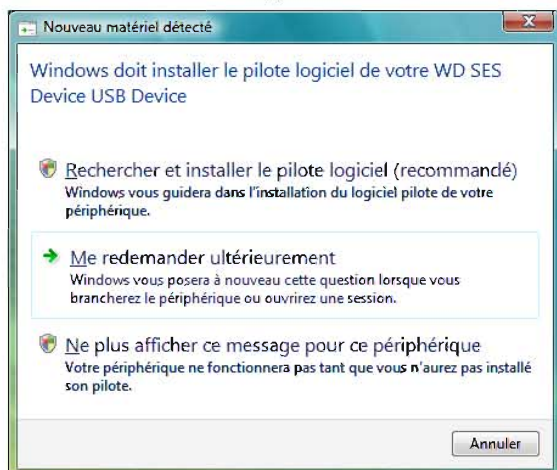 Nouveau matériel détecté
Windows doit installer le pilote logiciel de votre WD SES
Device USB Device
Rechercher et installer le pilote logiciel (recommandé)
Windows vous guidera dans l'installation du logiciel pilote de votre
périphérique.
Me redemander ultérieurement
Windows vous posera à nouveau cette question lorsque vous
brancherez le périphérique ou ouvrirez une session.
Ne plus afficher ce message pour ce périphérique
Votre périphérique ne fonctionnera pas tant que vous n'aurez pas installé
son pilote.
Annuler